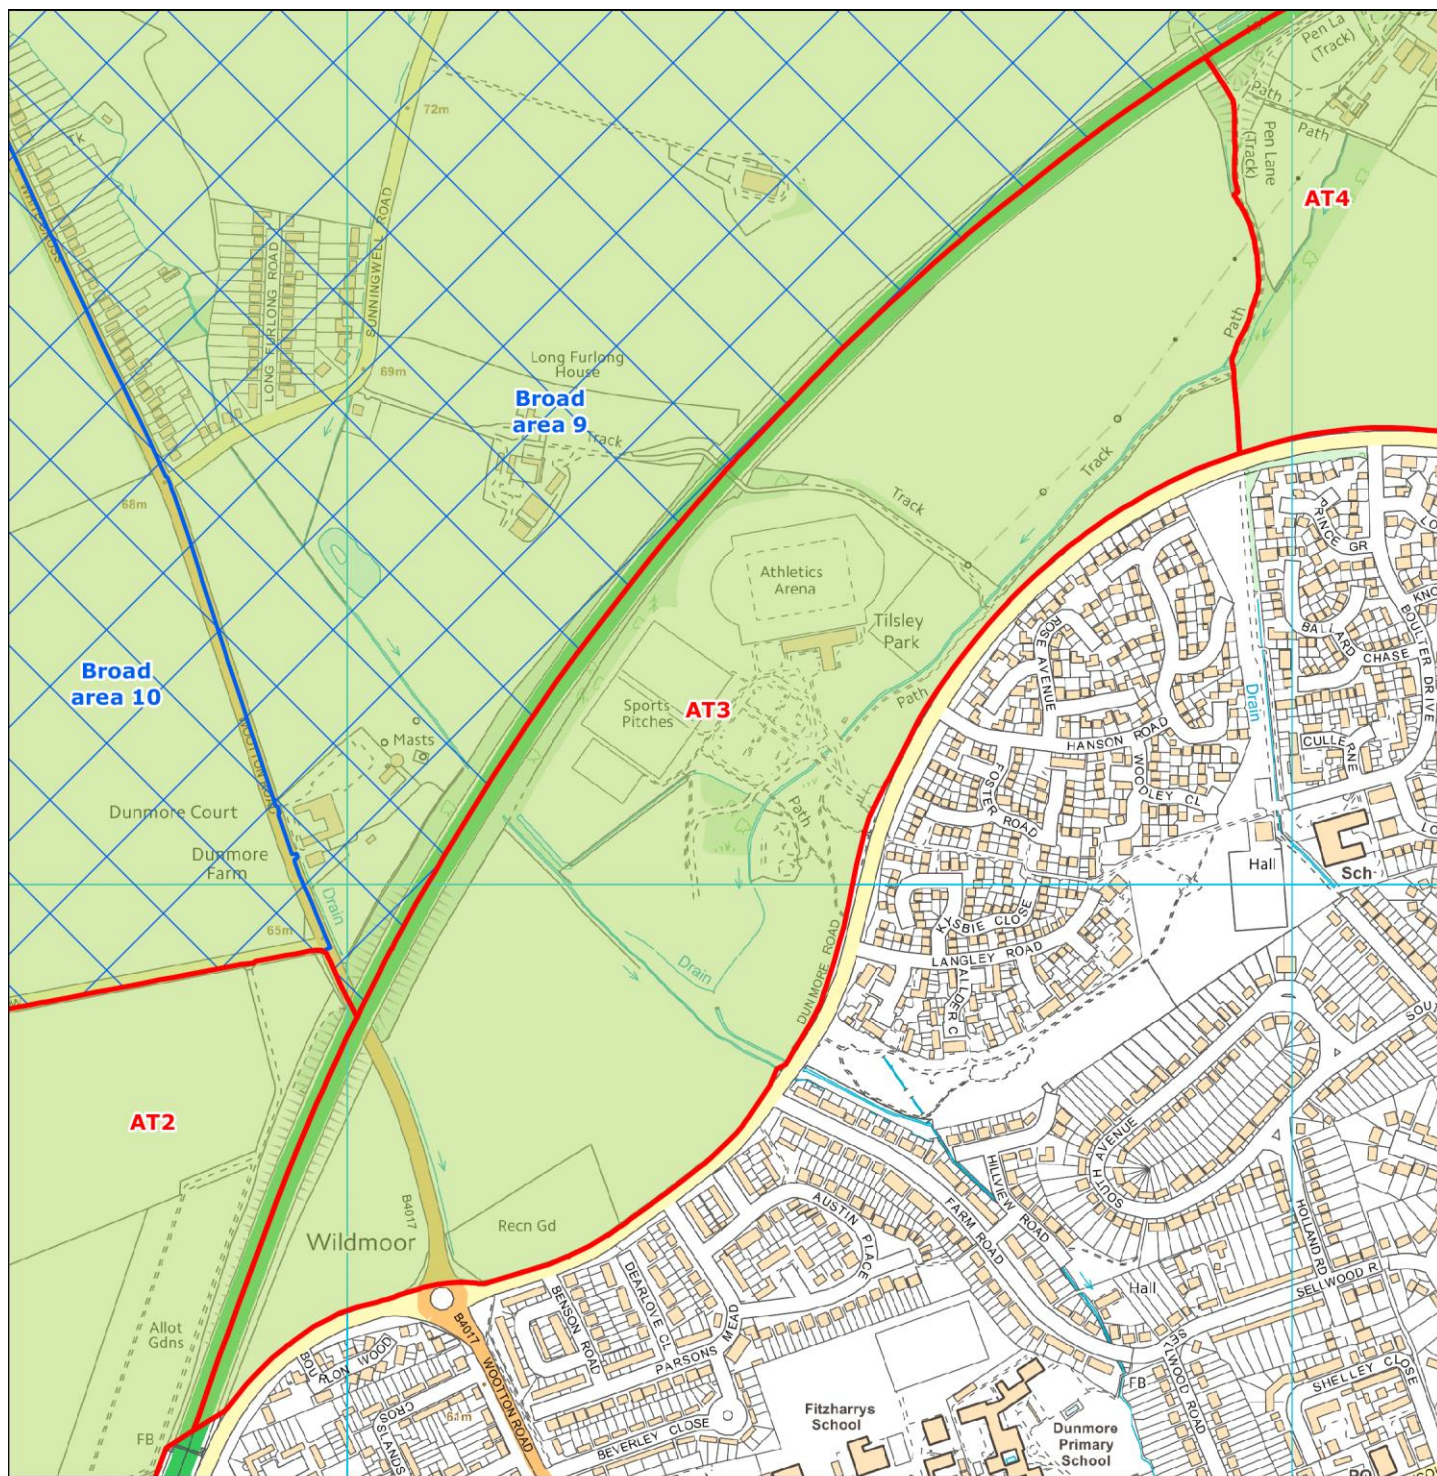 Pen La
(Track)
Path
Path
Pen Lane
(Track)
AT4
72m
SUNNINGWELL ROAD
LONG FURLONG ROAD
69m
Long Furlong
House
Broad
area 9
Track
Path
Track
Track
68m
Athletics
Arena
Tilsley
Park
Broad
area 10
Sports
Pitches
AT3
Path
Masts
WOOTTON ROAD
Dunmore Court
Dunmore
Farm
Drain
65m
Path
Drain
DUNMORE ROAD
PRINCE GR
BOULTER DRIVE
BALLARD CHASE
ROSE AVENUE
Drain
HANSON ROAD
CULLERNE
WOODLEY CL
FOSTER ROAD
Hall
Sch
KYSBIE CLOSE
LANGLEY ROAD
ALLDER C
AT2
B4017
Recn Gd
Wildmoor
SOUTH AVENUE
HILLVIEW ROAD
FARM ROAD
AUSTIN PLACE
HOLLAND RD
Hall
SELLWOOD R
DEARLOVE CL
BENSON ROAD
PARSONS MEAD
B4017
WOOTTON ROAD
Allot
Gdns
SELLWOOD ROAD
SHELLEY CLOSE
FB
61m
FB
BEVERLEY CLOSE
Fitzharrys
School
Dunmore
Primary
School